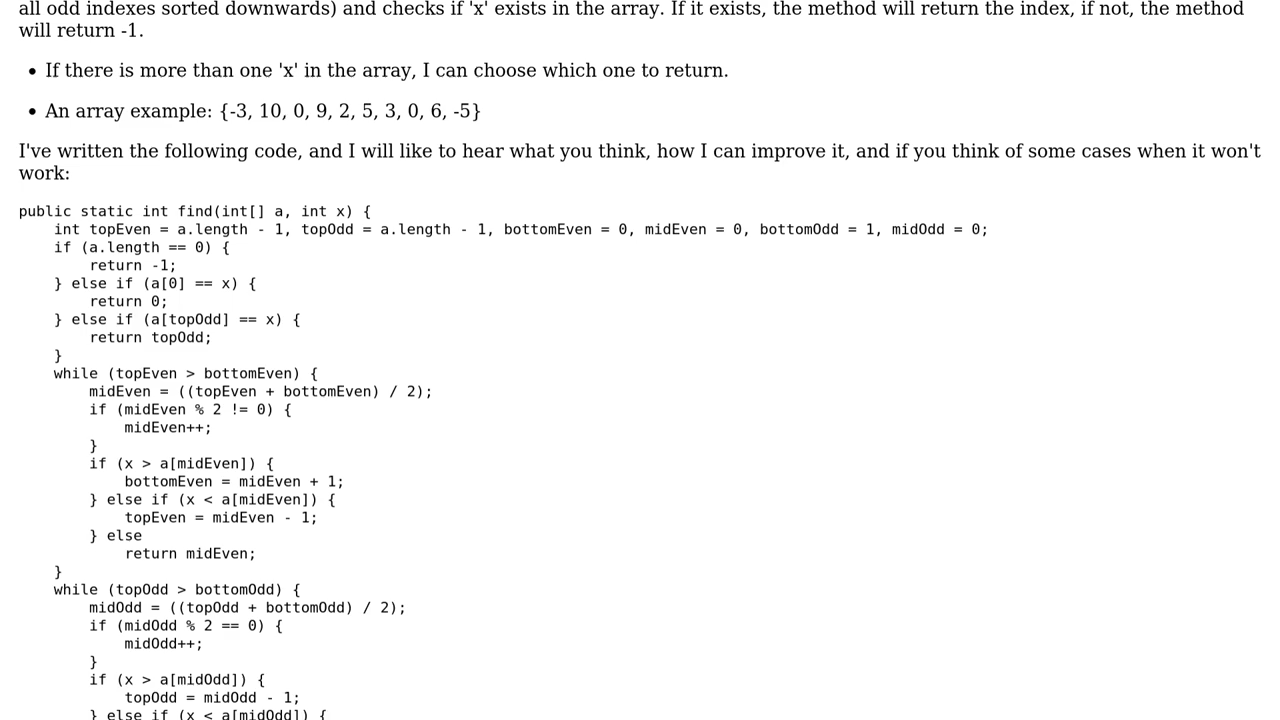 all odd indexes sorted downwards) and checks if 'x' exists in the array. If it exists, the method will return the index, if not, the method
will return -1.
• If there is more than one 'x' in the array, I can choose which one to return.
• An array example: {-3, 10, 0, 9, 2, 5, 3, 0, 6, -5}
I've written the following code, and I will like to hear what you think, how I can improve it, and if you think of some cases when it won't
work:
public static int find(int[] a, int x) {
    int topEven = a.length - 1, topOdd = a.length - 1, bottomEven = 0, midEven = 0, bottomOdd = 1, midOdd = 0;
    if (a.length == 0) {
        return -1;
    } else if (a[0] == x) {
        return 0;
    } else if (a[topOdd] == x) {
        return topOdd;
    }
    while (topEven > bottomEven) {
        midEven = ((topEven + bottomEven) / 2);
        if (midEven % 2 != 0) {
            midEven++;
        }
        if (x > a[midEven]) {
            bottomEven = midEven + 1;
        } else if (x < a[midEven]) {
            topEven = midEven - 1;
        } else
            return midEven;
    }
    while (topOdd > bottomOdd) {
        midOdd = ((topOdd + bottomOdd) / 2);
        if (midOdd % 2 == 0) {
            midOdd++;
        }
        if (x > a[midOdd]) {
            topOdd = midOdd - 1;
        } else if (x < a[midOdd]) {